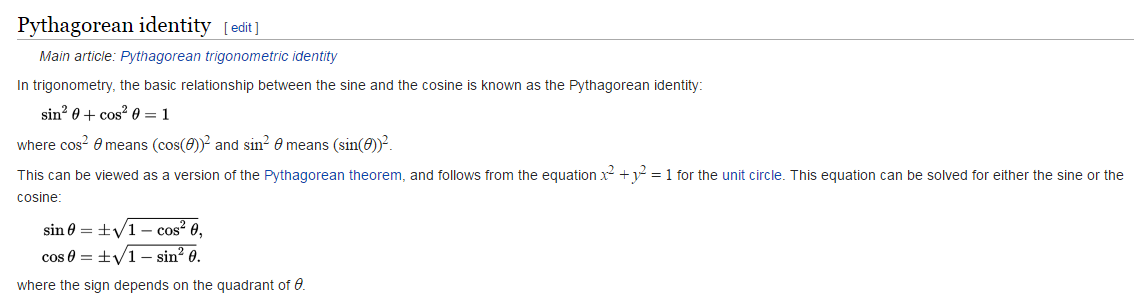 Pythagorean identity [ edit ]
Main article: Pythagorean trigonometric identity
In trigonometry, the basic relationship between the sine and the cosine is known as the Pythagorean identity:
sin² θ + cos² θ = 1
where cos² θ means (cos(θ))² and sin² θ means (sin(θ))².
This can be viewed as a version of the Pythagorean theorem, and follows from the equation x² + y² = 1 for the unit circle. This equation can be solved for either the sine or the
cosine:
sin θ = ±√1 − cos² θ,
cos θ = ±√1 − sin² θ.
where the sign depends on the quadrant of θ.